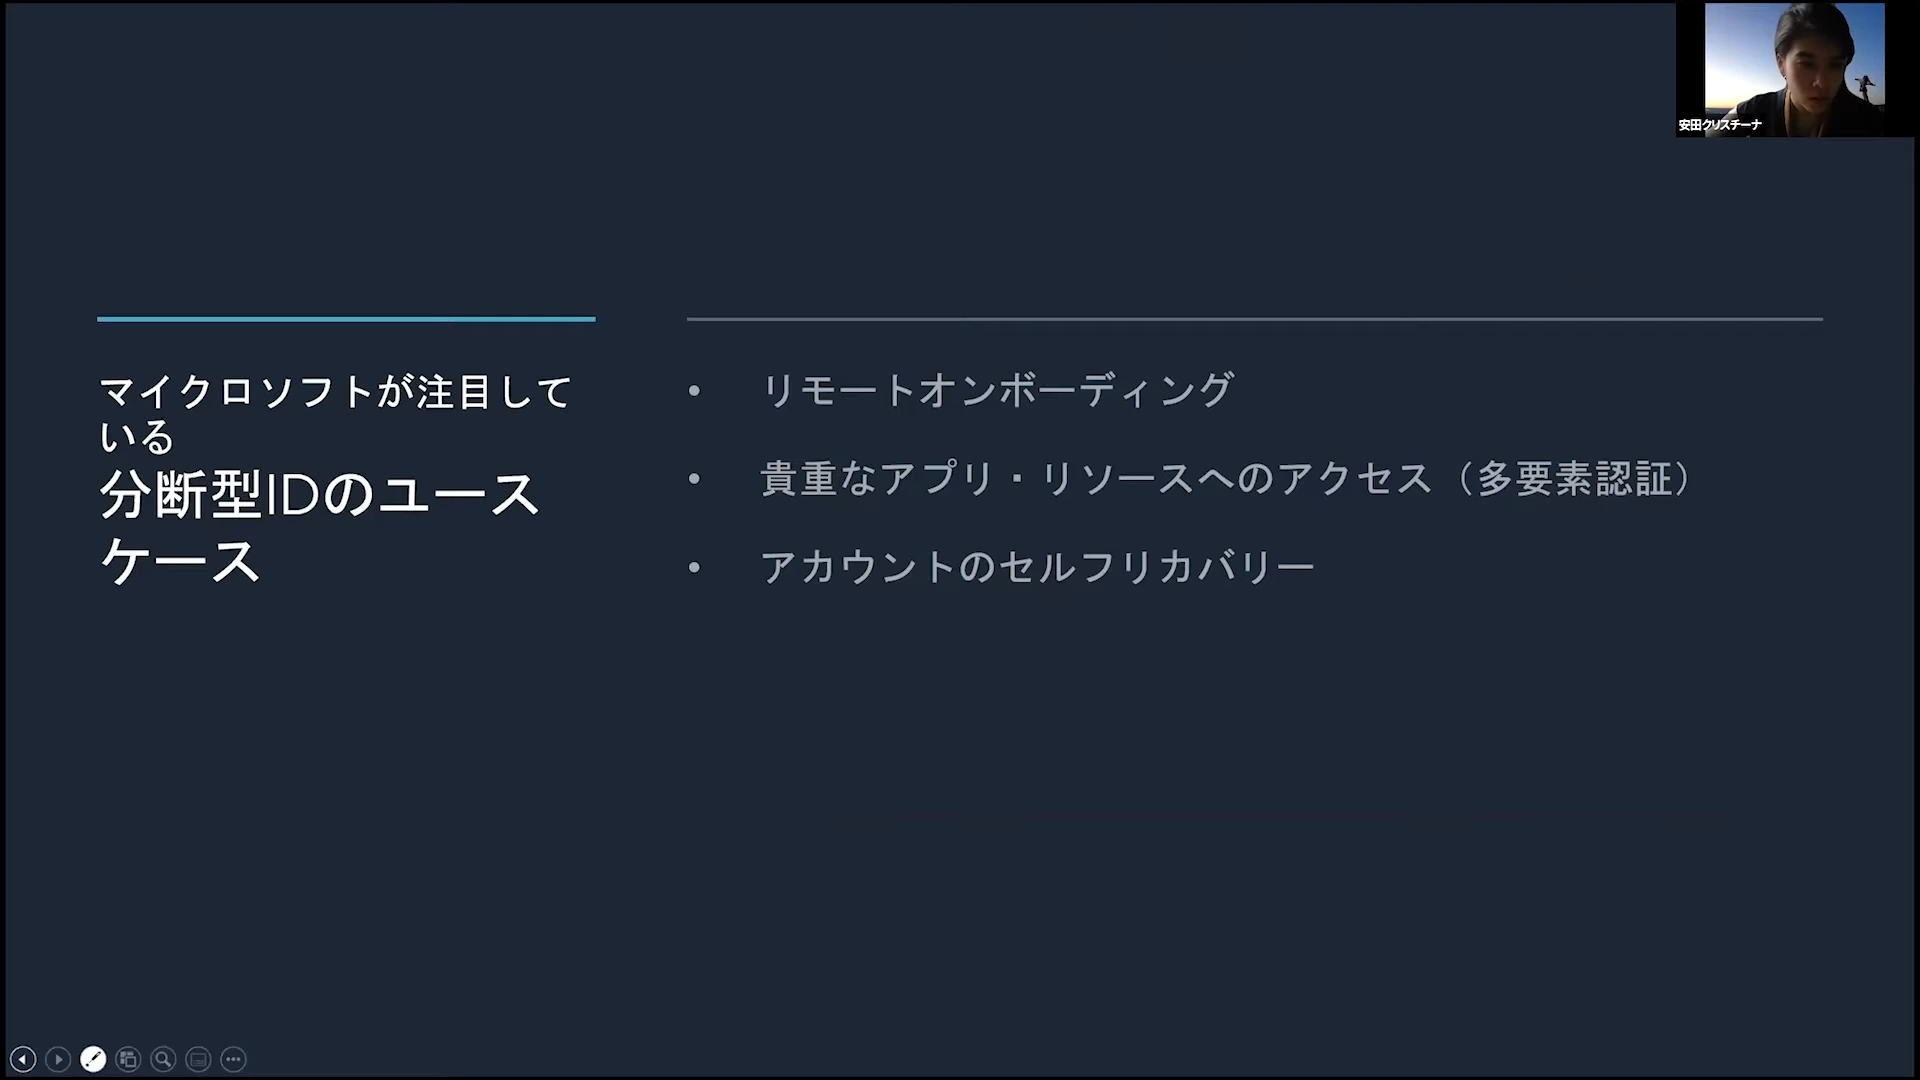 安田クリスチーナ
マイクロソフトが注目して
いる
分断型IDのユース
ケース
• リモートオンボーディング
• 貴重なアプリ・リソースへのアクセス（多要素認証）
• アカウントのセルフリカバリー